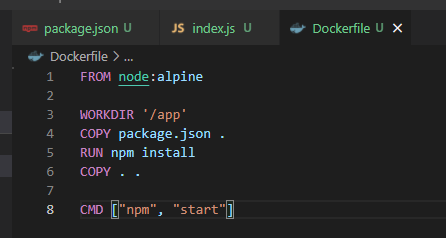 package.json U JS index.js U Dockerfile U
Dockerfile > ...
1 FROM node:alpine
2
3 WORKDIR '/app'
4 COPY package.json .
5 RUN npm install
6 COPY . .
7
8 CMD ["npm", "start"]